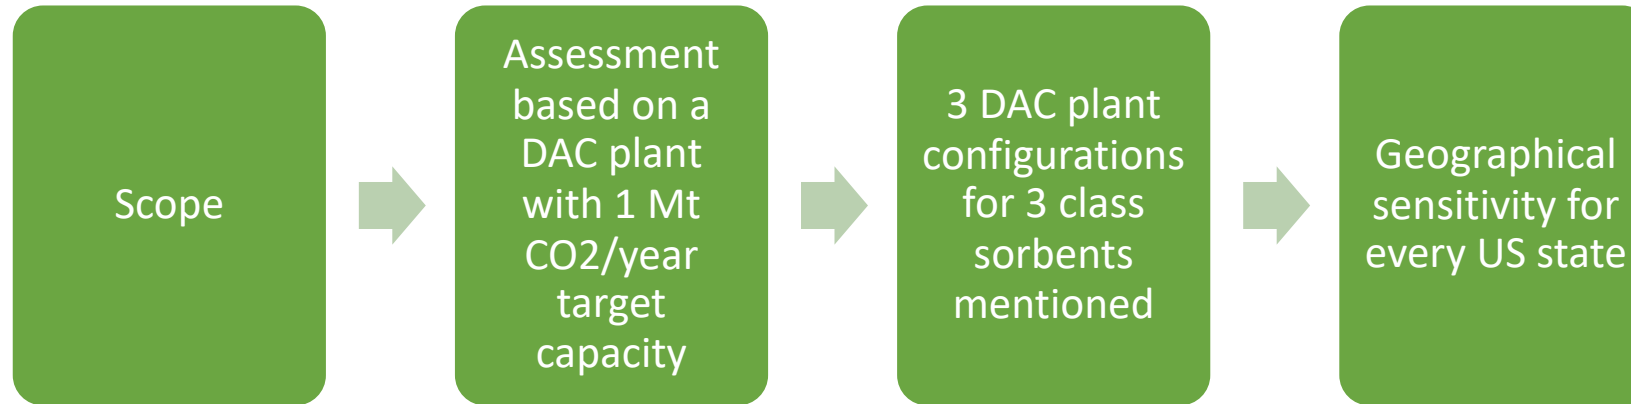 Scope
Assessment
based on a
DAC plant
with 1 Mt
CO2/year
target
capacity
3 DAC plant
configurations
for 3 class
sorbents
mentioned
Geographical
sensitivity for
every US state